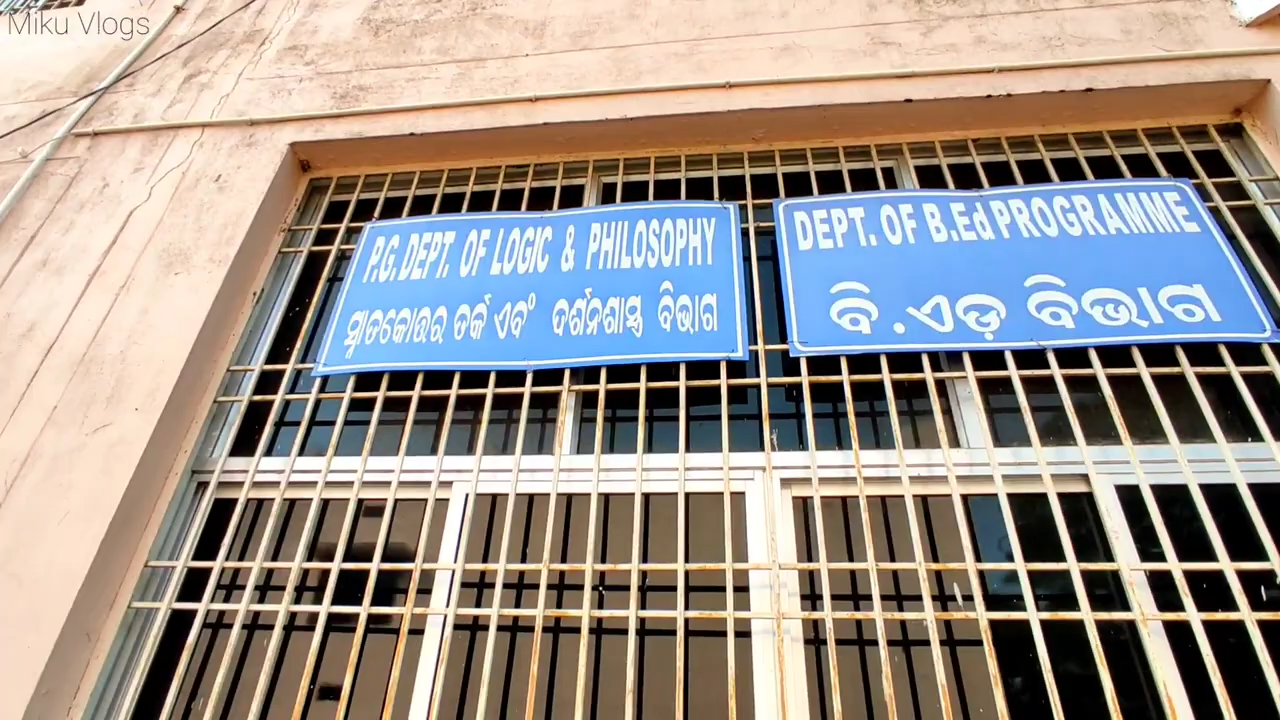 Miku Vlogs
P.G. DEPT. OF LOGIC & PHILOSOPHY
ସ୍ନାତକୋତ୍ତର ତର୍କ ଏବଂ ଦର୍ଶନଶାସ୍ତ୍ର ବିଭାଗ
DEPT. OF B.Ed PROGRAMME
ବି.ଏଡ଼ ବିଭାଗ